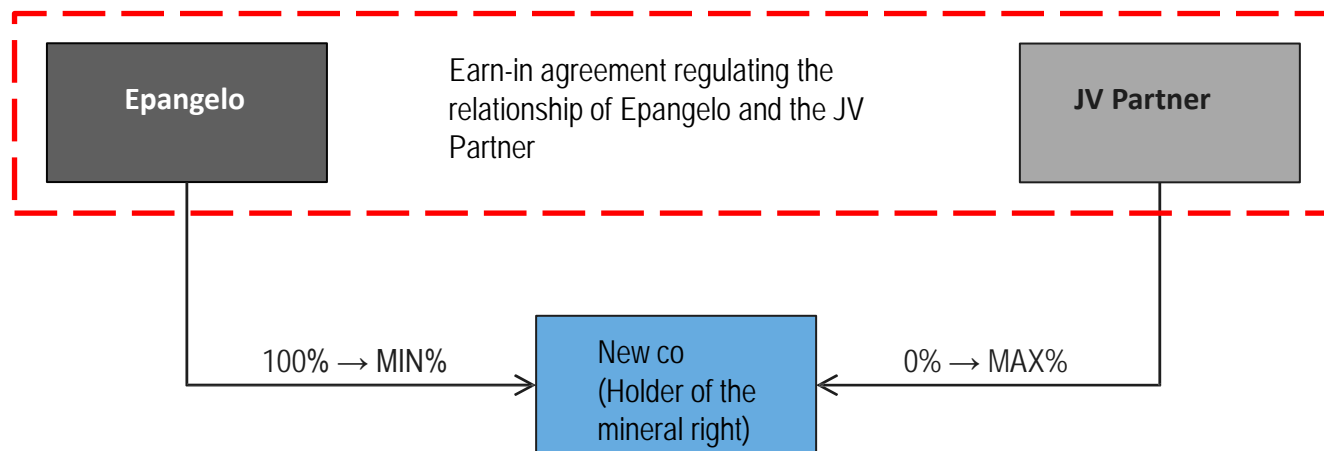 Epangelo
Earn-in agreement regulating the
relationship of Epangelo and the JV
Partner
JV Partner
100% → MIN%
New co
(Holder of the
mineral right)
0% → MAX%